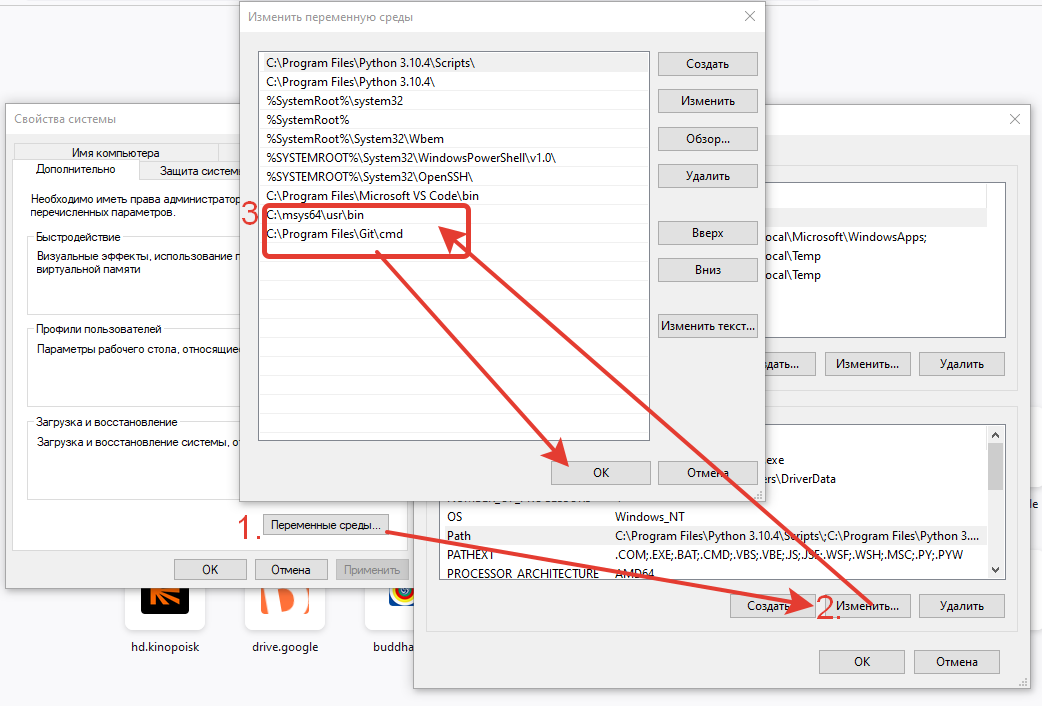 Изменить переменную среды
C:\Program Files\Python 3.10.4\Scripts\
C:\Program Files\Python 3.10.4\
%SystemRoot%\system32
%SystemRoot%
%SystemRoot%\System32\Wbem
%SYSTEMROOT%\System32\WindowsPowerShell\v1.0\
%SYSTEMROOT%\System32\OpenSSH\
C:\Program Files\Microsoft VS Code\bin
3
C:\msys64\usr\bin
C:\Program Files\Git\cmd
Создать
Изменить
Обзор...
Удалить
Вверх
Вниз
Изменить текст...
ОК
Отмена
Свойства системы
Имя компьютера
Дополнительно
Защита систем
Необходимо иметь права администратор
перечисленных параметров.
Быстродействие
Визуальные эффекты, использование
виртуальной памяти
Профили пользователей
Параметры рабочего стола, относящие
Загрузка и восстановление
Загрузка и восстановление системы, о
1.
Переменные среды...
ОК
Отмена
Применить
ocal\Microsoft\WindowsApps;
ocal\Temp
ocal\Temp
дать...
Изменить...
Удалить
exe
ers\DriverData
OS Windows_NT
Path C:\Program Files\Python 3.10.4\Scripts\;C:\Program Files\Python 3....
PATHEXT .COM;.EXE;.BAT;.CMD;.VBS;.VBE;.JS;.JSE;.WSF;.WSH;.MSC;.PY;.PYW
PROCESSOR_ARCHITECTURE AMD64
Создать
2.
Изменить...
Удалить
ОК
Отмена
hd.kinopoisk
drive.google
buddha
le